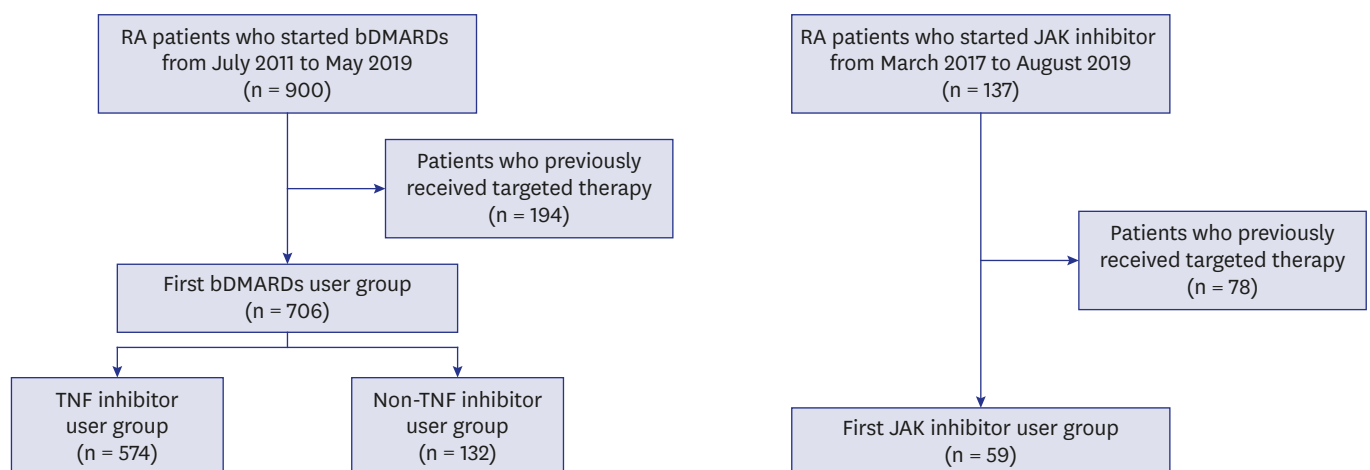 RA patients who started bDMARDs
from July 2011 to May 2019
(n = 900)
Patients who previously
received targeted therapy
(n = 194)
First bDMARDs user group
(n = 706)
TNF inhibitor
user group
(n = 574)
Non-TNF inhibitor
user group
(n = 132)
RA patients who started JAK inhibitor
from March 2017 to August 2019
(n = 137)
Patients who previously
received targeted therapy
(n = 78)
First JAK inhibitor user group
(n = 59)